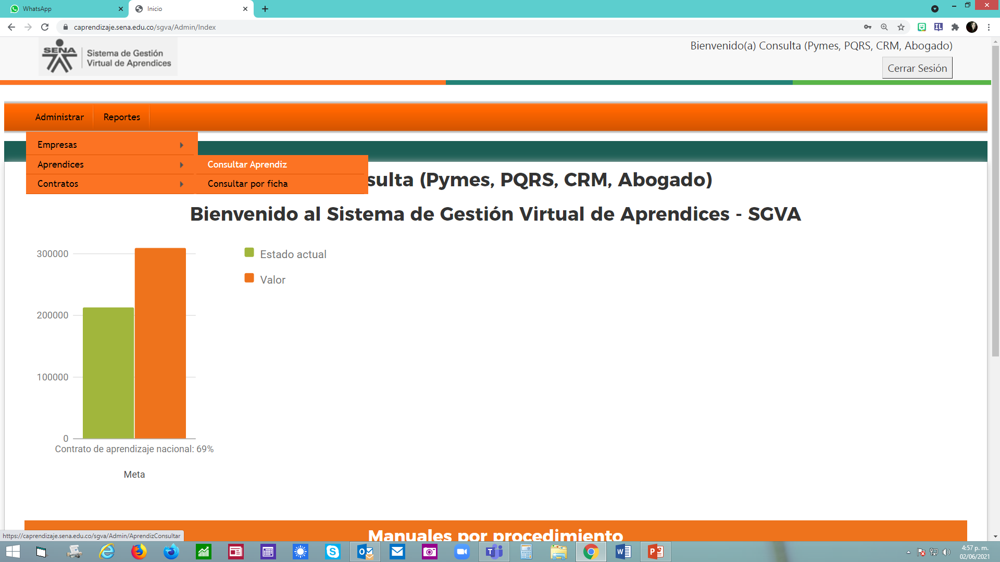 WhatsApp
Inicio
caprendizaje.sena.edu.co/sgva/Admin/Index
SENA
Sistema de Gestión
Virtual de Aprendices
Bienvenido(a) Consulta (Pymes, PQRS, CRM, Abogado)
Cerrar Sesión
Administrar
Reportes
Empresas
Aprendices
Contratos
Consultar Aprendiz
Consultar por ficha
sulta (Pymes, PQRS, CRM, Abogado)
Bienvenido al Sistema de Gestión Virtual de Aprendices - SGVA
300000
200000
100000
0
Estado actual
Valor
Contrato de aprendizaje nacional: 69%
Meta
Manuales por procedimiento
https://caprendizaje.sena.edu.co/sgva/Admin/AprendizConsultar
4:57 p. m.
02/06/2021